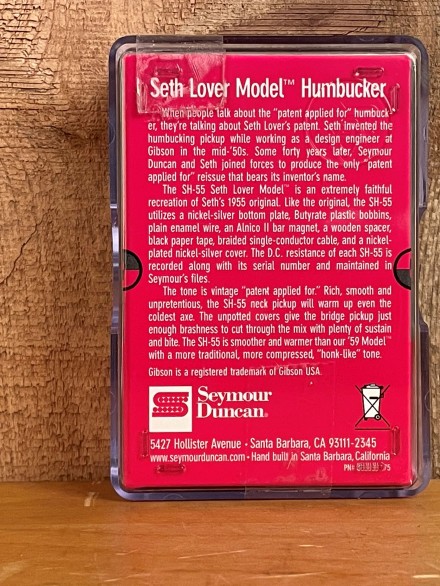 Seth Lover Model™ Humbucker
When people talk about the "patent applied for" humbuck-
er, they're talking about Seth Lover's patent. Seth invented the
humbucking pickup while working as a design engineer at
Gibson in the mid-'50s. Some forty years later, Seymour
Duncan and Seth joined forces to produce the only "patent
applied for" reissue that bears its inventor's name.
The SH-55 Seth Lover Model™ is an extremely faithful
recreation of Seth's 1955 original. Like the original, the SH-55
utilizes a nickel-silver bottom plate, Butyrate plastic bobbins,
plain enamel wire, an Alnico II bar magnet, a wooden spacer,
black paper tape, braided single-conductor cable, and a nickel-
plated nickel-silver cover. The D.C. resistance of each SH-55 is
recorded along with its serial number and maintained in
Seymour's files.
The tone is vintage "patent applied for." Rich, smooth and
unpretentious, the SH-55 neck pickup will warm up even the
coldest axe. The unpotted covers give the bridge pickup just
enough brashness to cut through the mix with plenty of sustain
and bite. The SH-55 is smoother and warmer than our '59 Model™
with a more traditional, more compressed, "honk-like" tone.
Gibson is a registered trademark of Gibson USA.
Seymour
Duncan®
5427 Hollister Avenue • Santa Barbara, CA 93111-2345
www.seymourduncan.com • Hand built in Santa Barbara, California
PN#